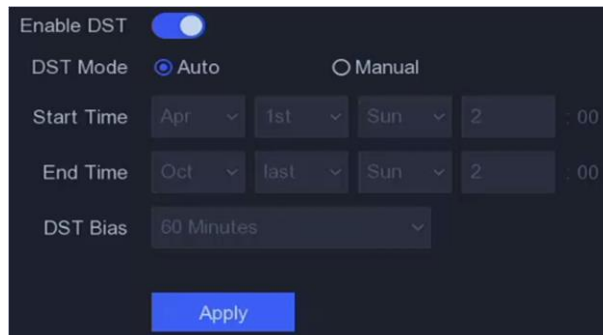 Enable DST
DST Mode Auto Manual
Start Time Apr 1st Sun 2 : 00
End Time Oct last Sun 2 : 00
DST Bias 60 Minutes
Apply